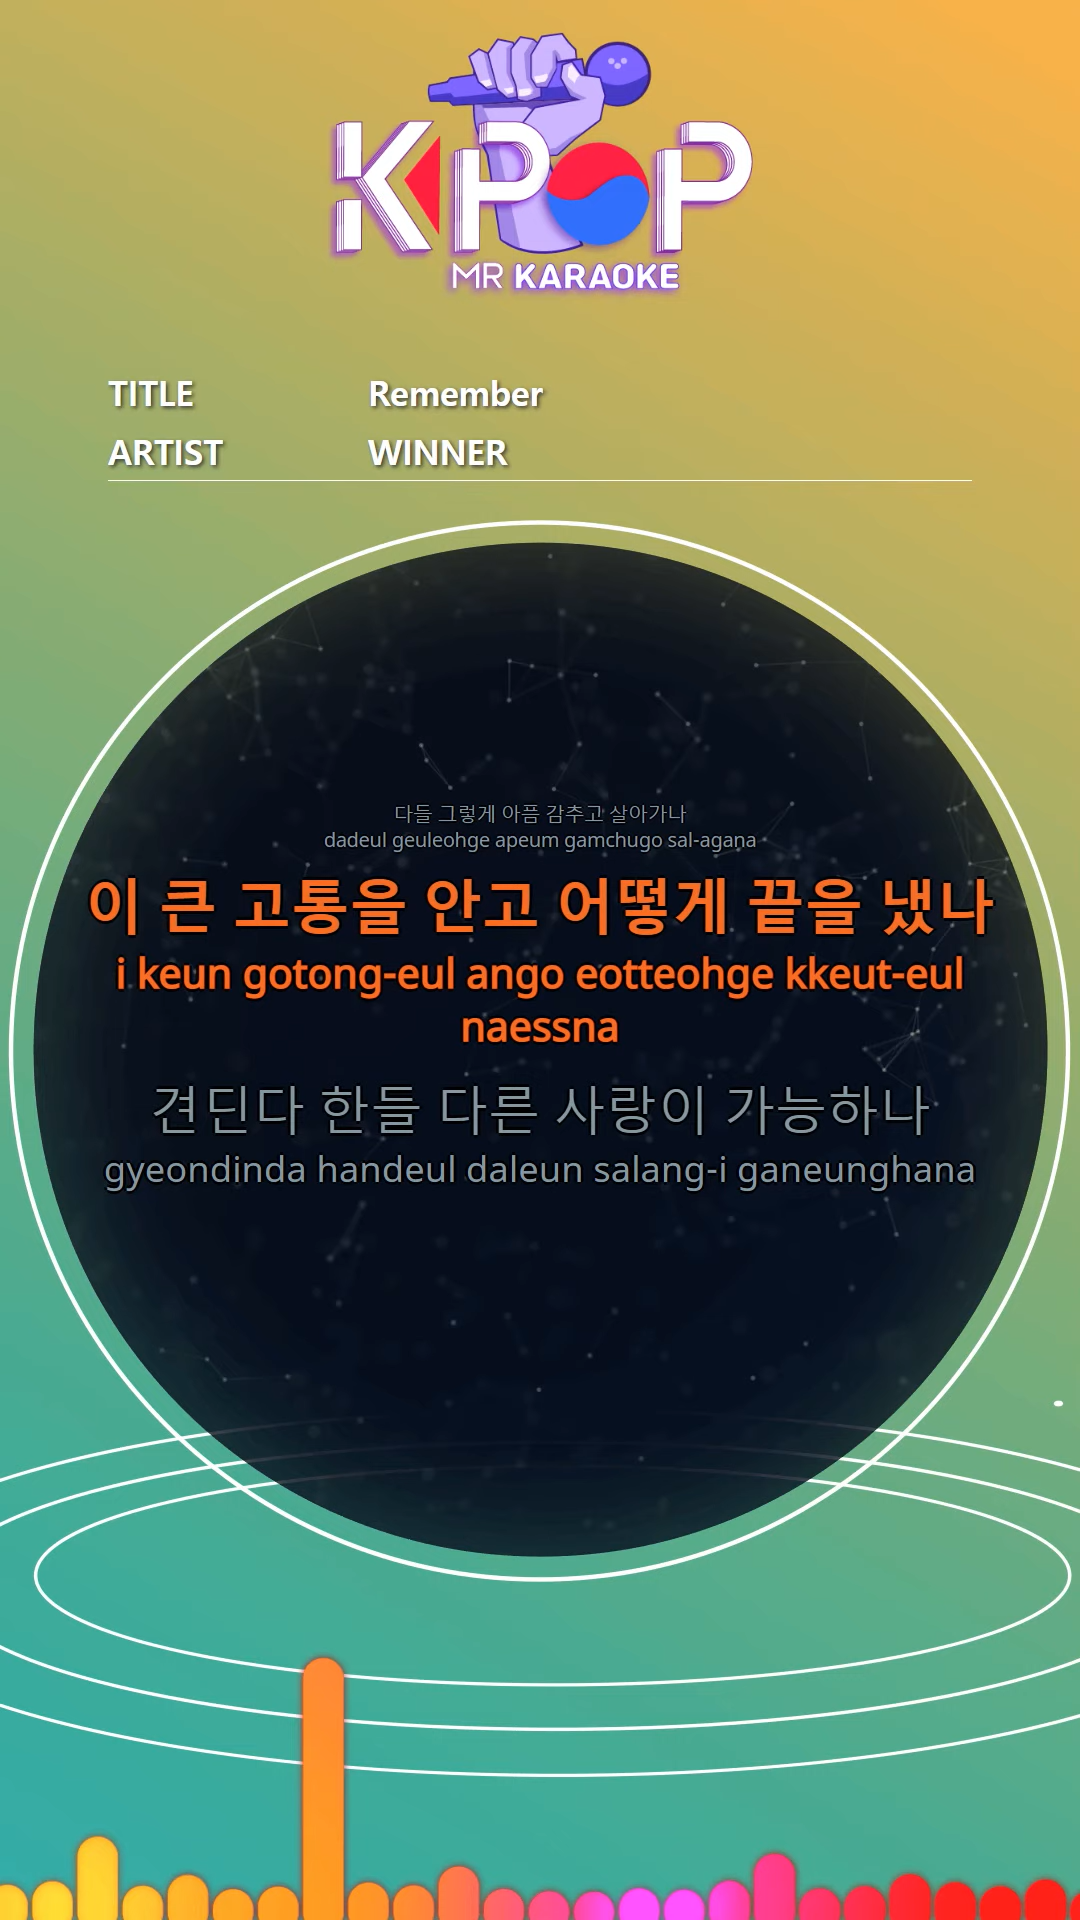 KPOP
MR KARAOKE
TITLE Remember
ARTIST WINNER
다들 그렇게 아픔 감추고 살아가나
dadeul geuleohge apeum gamchugo sal-agana
이 큰 고통을 안고 어떻게 끝을 냈나
i keun gotong-eul ango eotteohge kkeut-eul
naessna
견딘다 한들 다른 사랑이 가능하나
gyeondinda handeul daleun salang-i ganeunghana